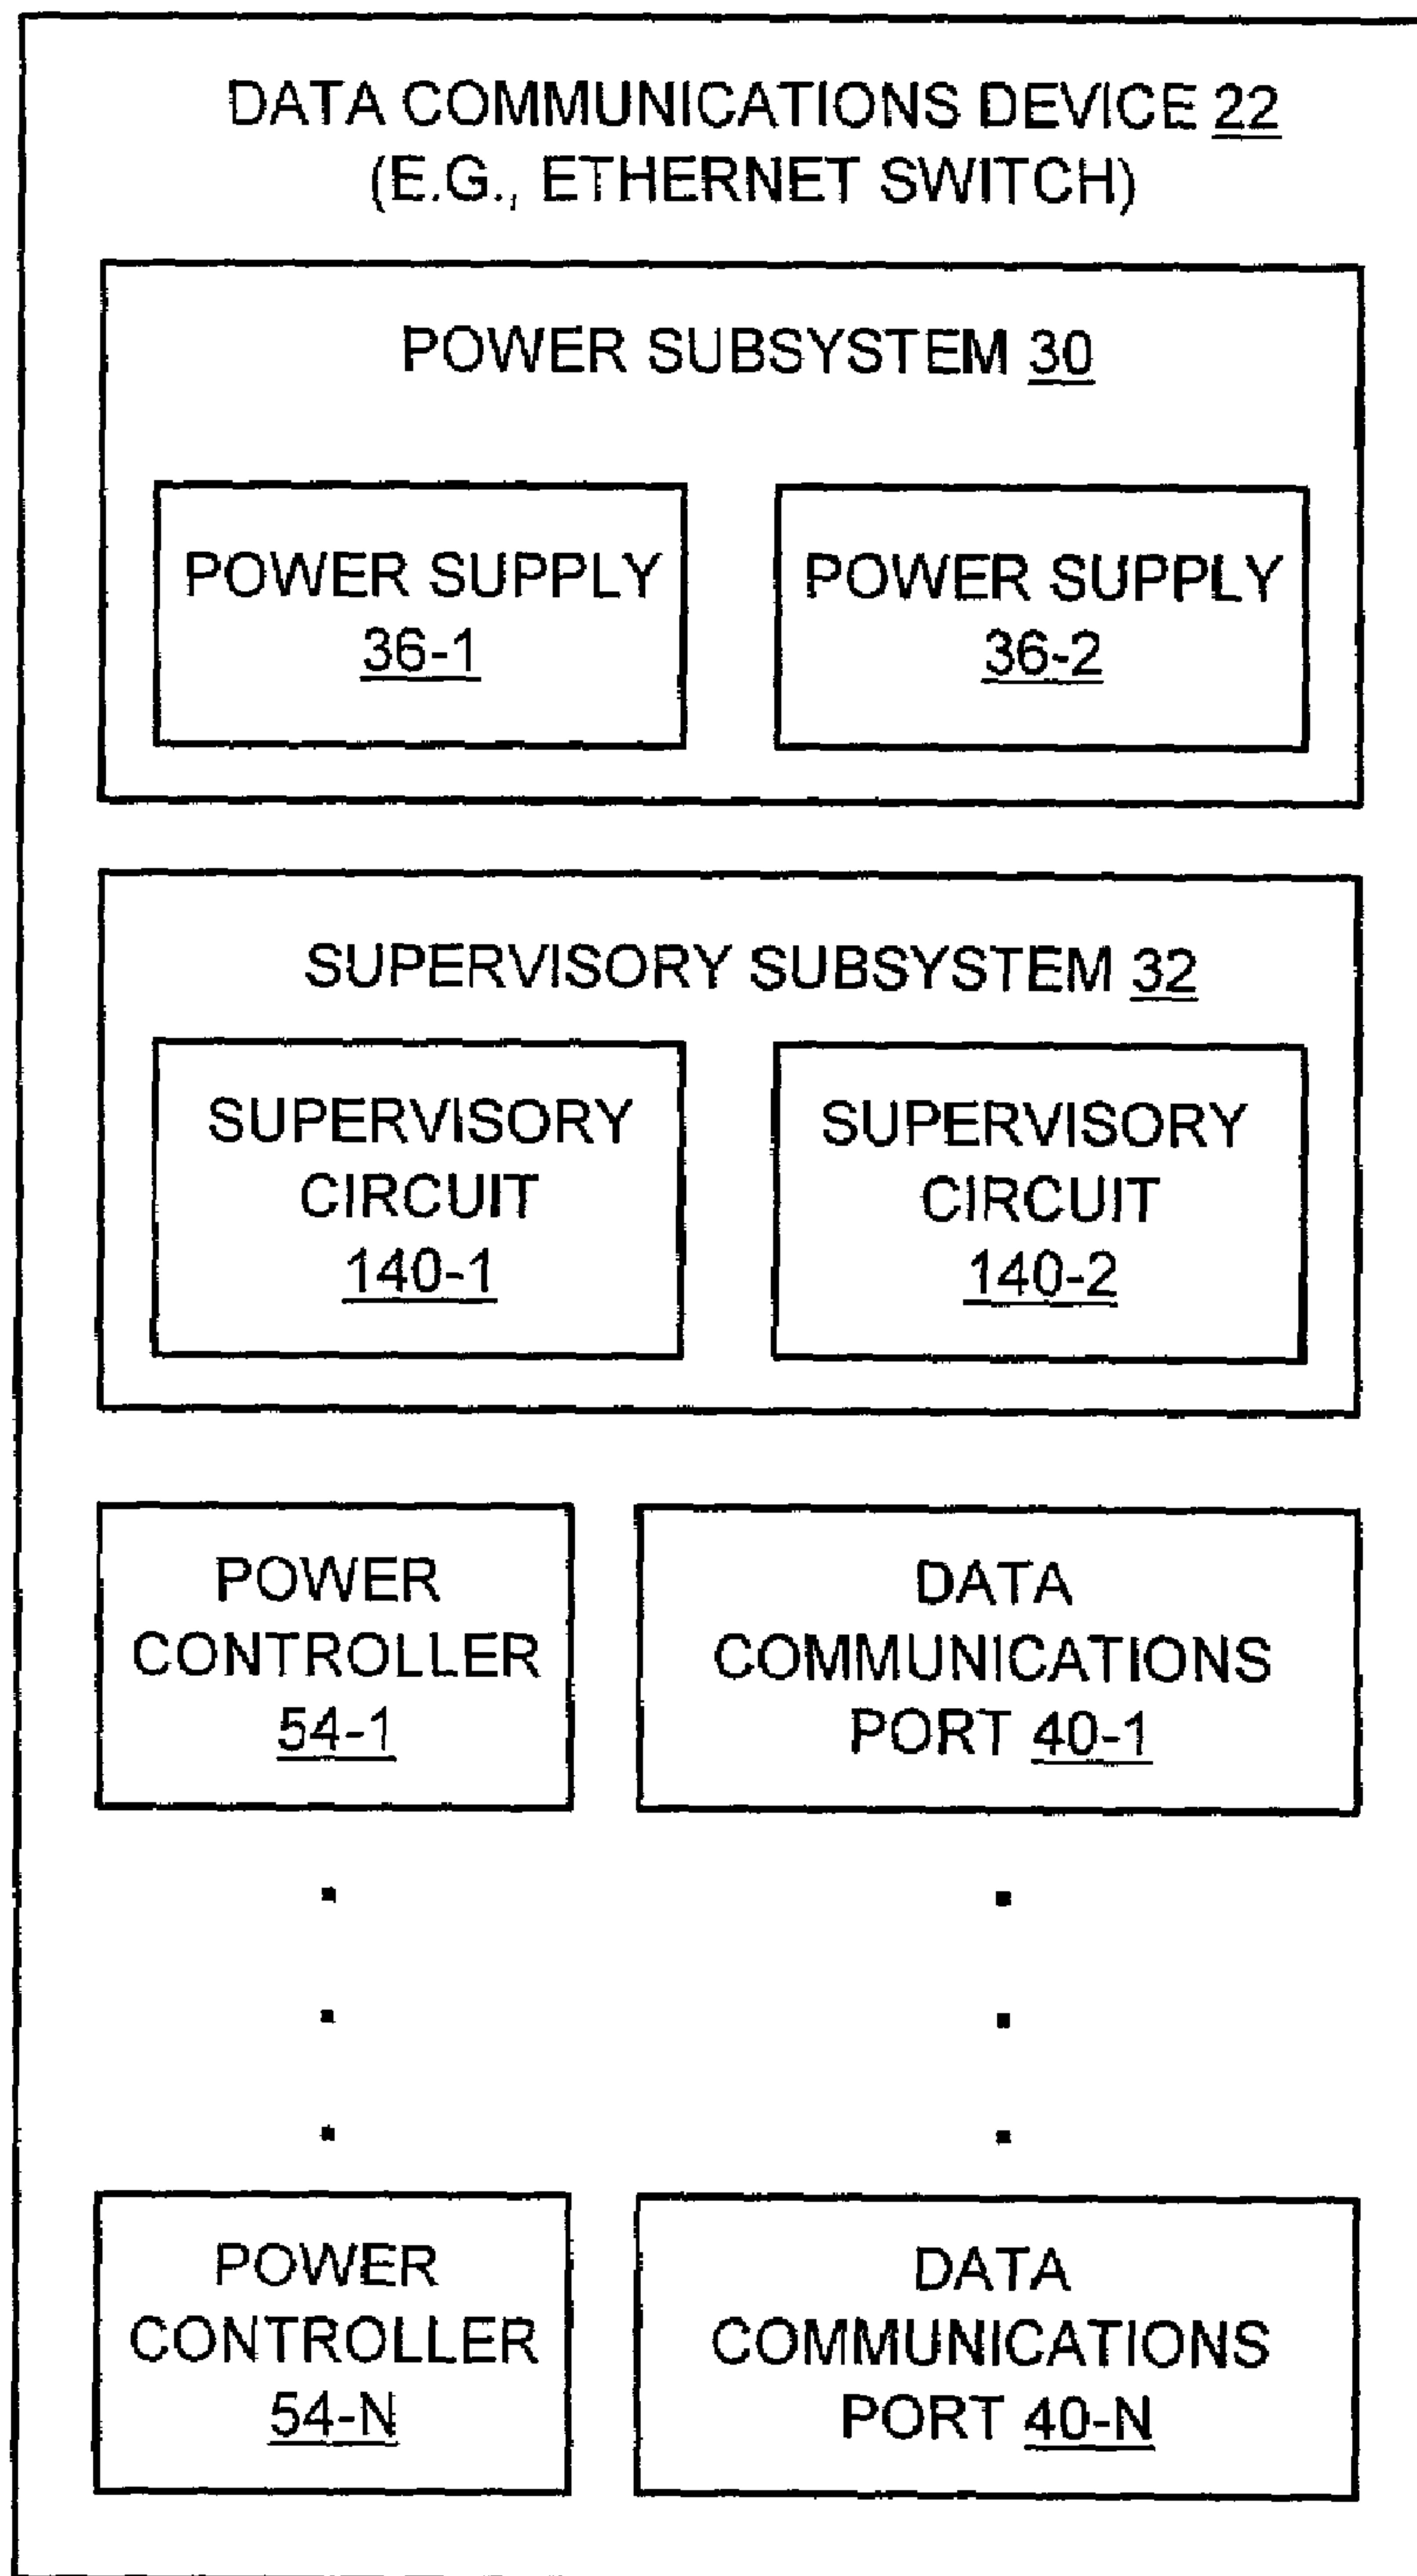 DATA COMMUNICATIONS DEVICE 22
(E.G., ETHERNET SWITCH)
POWER SUBSYSTEM 30
POWER SUPPLY
36-1
POWER SUPPLY
36-2
SUPERVISORY SUBSYSTEM 32
SUPERVISORY
CIRCUIT
140-1
SUPERVISORY
CIRCUIT
140-2
POWER
CONTROLLER
54-1
DATA
COMMUNICATIONS
PORT 40-1
POWER
CONTROLLER
54-N
DATA
COMMUNICATIONS
PORT 40-N